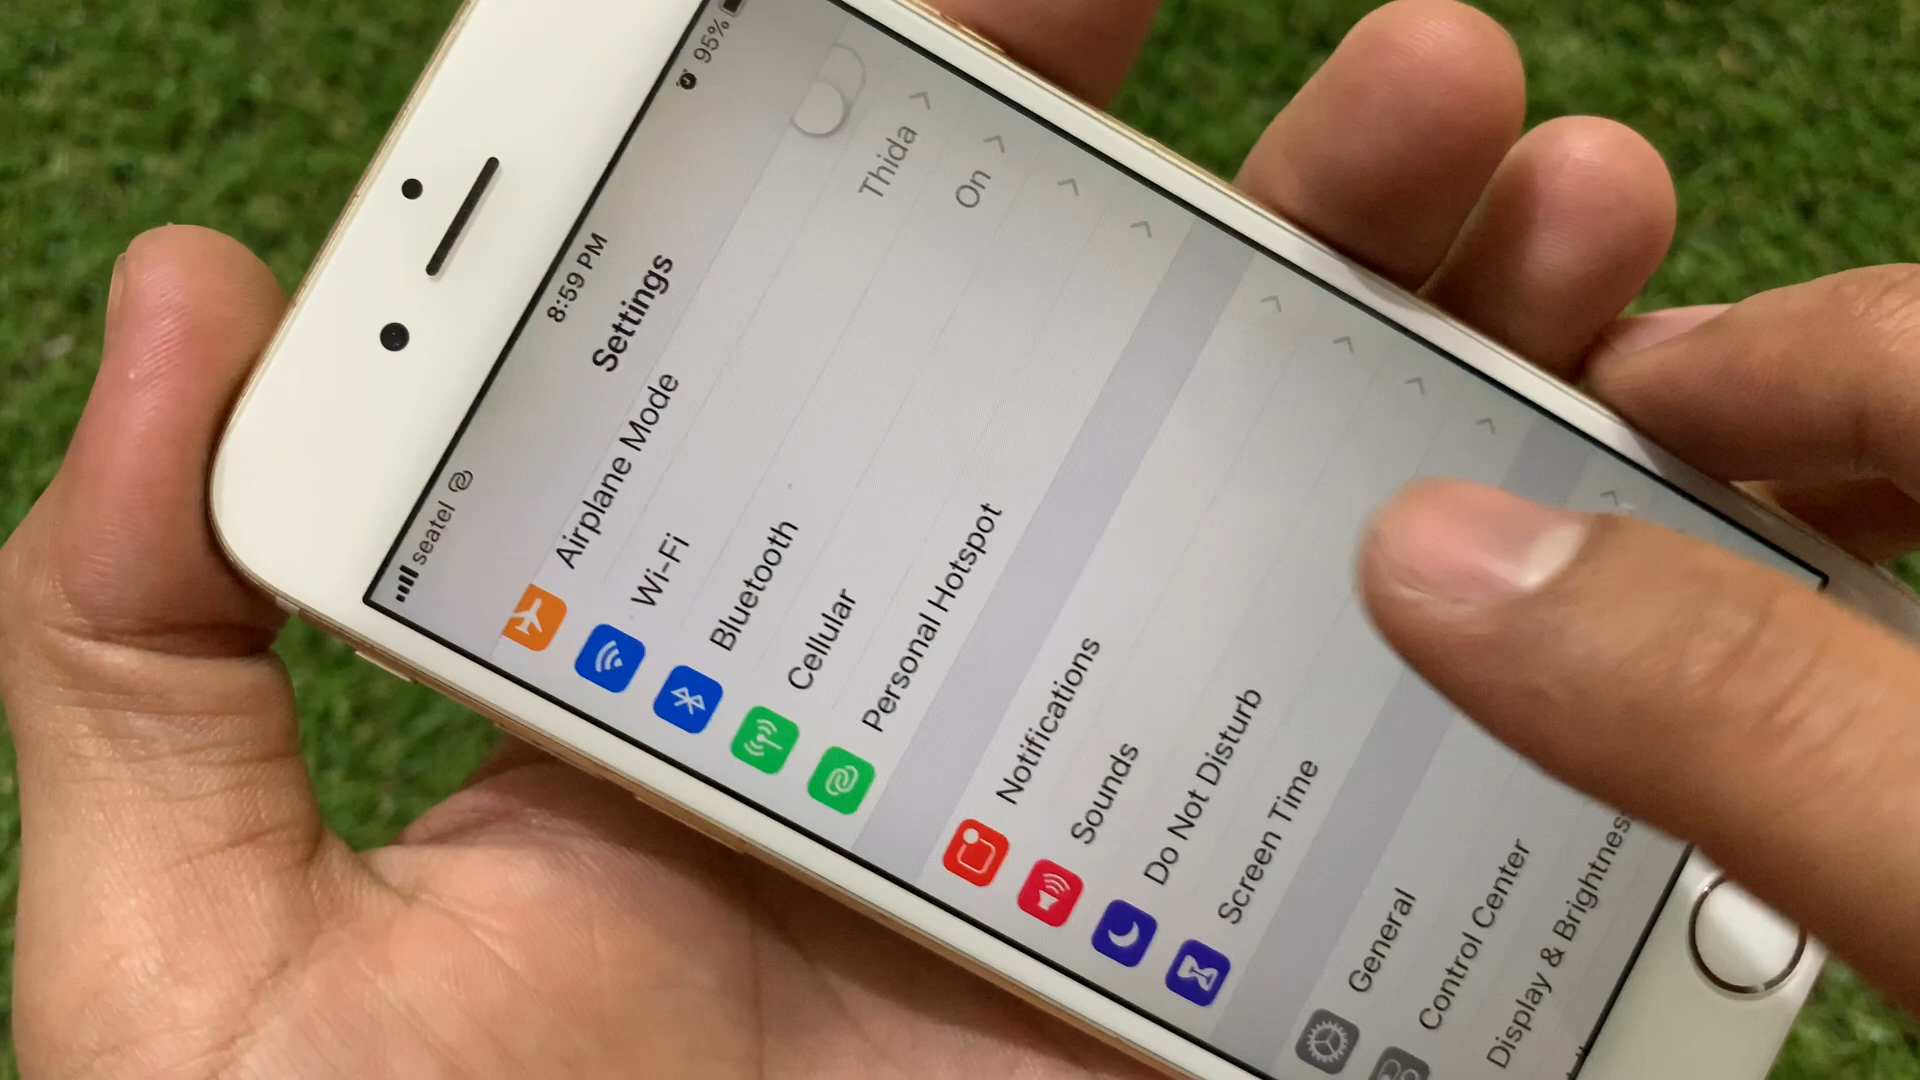 seatel 8:59 PM 95%
Settings
Airplane Mode
Wi-Fi Thida
Bluetooth On
Cellular
Personal Hotspot
Notifications
Sounds
Do Not Disturb
Screen Time
General
Control Center
Display & Brightness